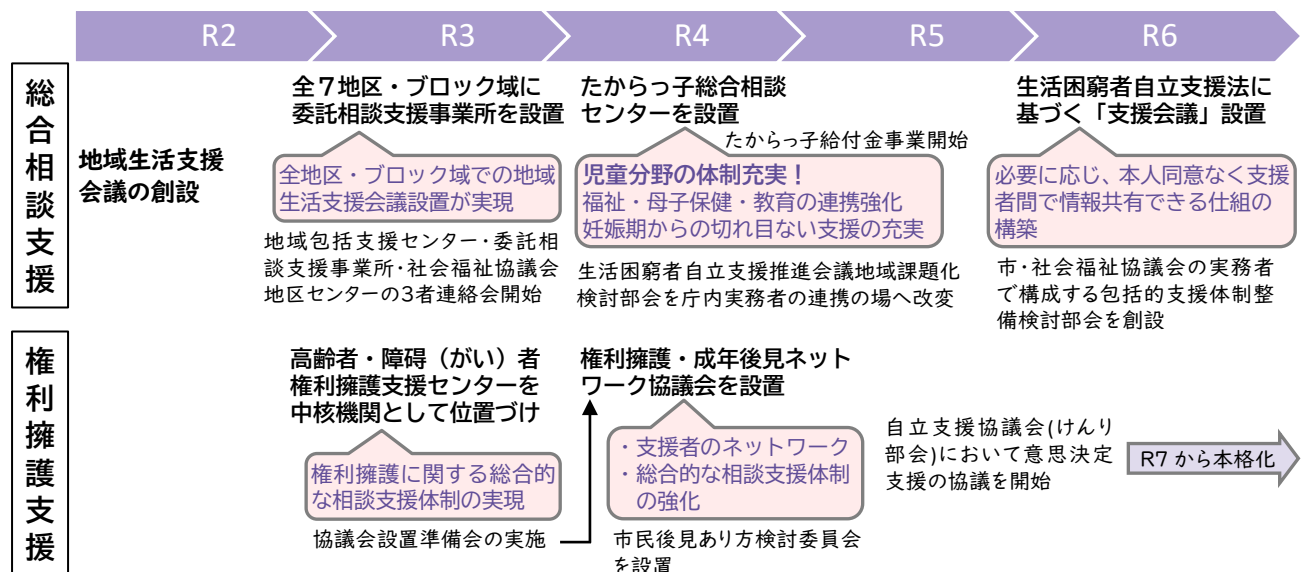 R2
R3
R4
R5
R6
総合相談支援
地域生活支援
会議の創設
全7地区・ブロック域に
委託相談支援事業所を設置
全地区・ブロック域での地域
生活支援会議設置が実現
地域包括支援センター・委託相
談支援事業所・社会福祉協議会
地区センターの3者連絡会開始
たからっ子総合相談
センターを設置
たからっ子給付金事業開始
児童分野の体制充実！
福祉・母子保健・教育の連携強化
妊娠期からの切れ目ない支援の充実
生活困窮者自立支援推進会議地域課題化
検討部会を庁内実務者の連携の場へ改変
生活困窮者自立支援法に
基づく「支援会議」設置
必要に応じ、本人同意なく支援
者間で情報共有できる仕組の
構築
市・社会福祉協議会の実務者
で構成する包括的支援体制整
備検討部会を創設
権利擁護支援
高齢者・障碍（がい）者
権利擁護支援センターを
中核機関として位置づけ
権利擁護に関する総合的
な相談支援体制の実現
協議会設置準備会の実施
権利擁護・成年後見ネット
ワーク協議会を設置
・支援者のネットワーク
・総合的な相談支援体制
の強化
市民後見あり方検討委員会
を設置
自立支援協議会(けんり
部会)において意思決定
支援の協議を開始
R7から本格化